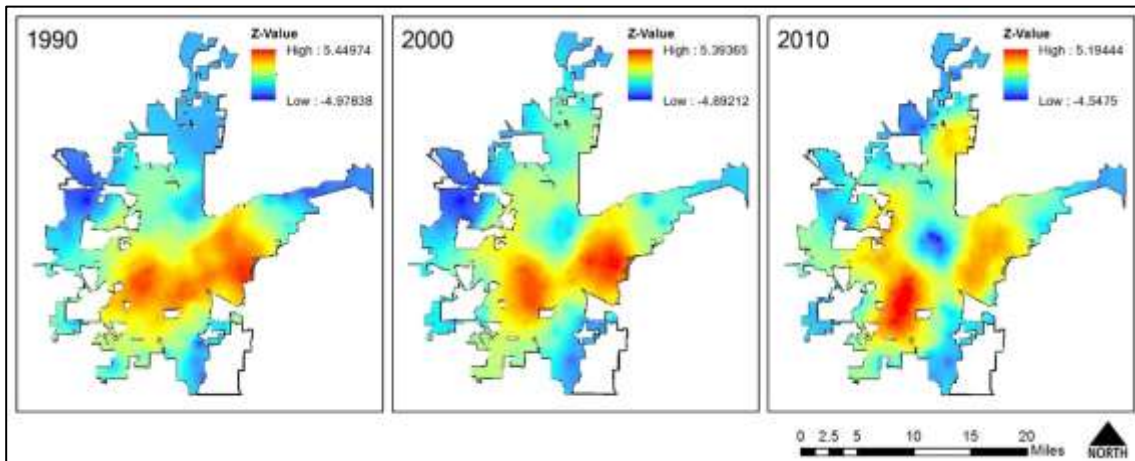 1990
Z-Value
High : 5.44974
Low : -4.97838
2000
Z-Value
High : 5.39365
Low : -4.89212
2010
Z-Value
High : 5.19444
Low : -4.5475
0 2.5 5 10 15 20
Miles
NORTH